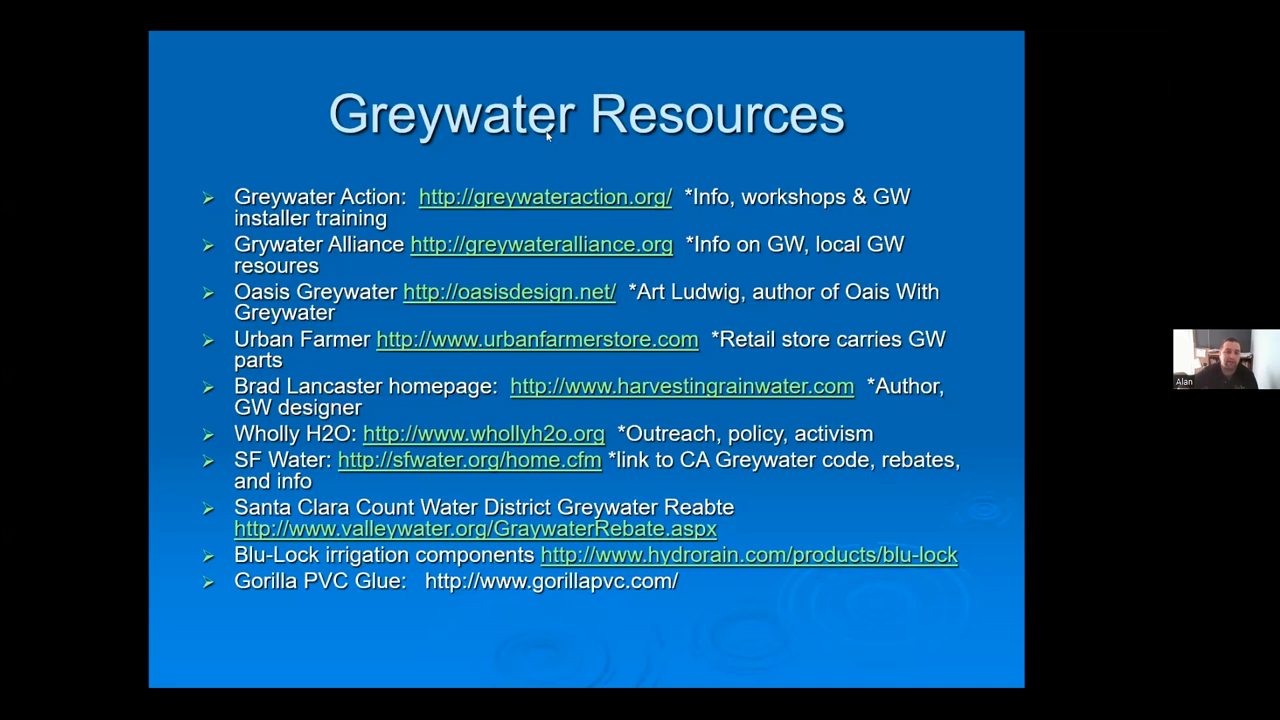 Greywater Resources
Greywater Action: http://greywateraction.org/ *Info, workshops & GW
installer training
Grywater Alliance http://greywateralliance.org *Info on GW, local GW
resoures
Oasis Greywater http://oasisdesign.net/ *Art Ludwig, author of Oais With
Greywater
Urban Farmer http://www.urbanfarmerstore.com *Retail store carries GW
parts
Brad Lancaster homepage: http://www.harvestingrainwater.com *Author,
GW designer
Wholly H2O: http://www.whollyh2o.org *Outreach, policy, activism
SF Water: http://sfwater.org/home.cfm *link to CA Greywater code, rebates,
and info
Santa Clara Count Water District Greywater Reabte
http://www.valleywater.org/GraywaterRebate.aspx
Blu-Lock irrigation components http://www.hydrorain.com/products/blu-lock
Gorilla PVC Glue: http://www.gorillapvc.com/
Alan